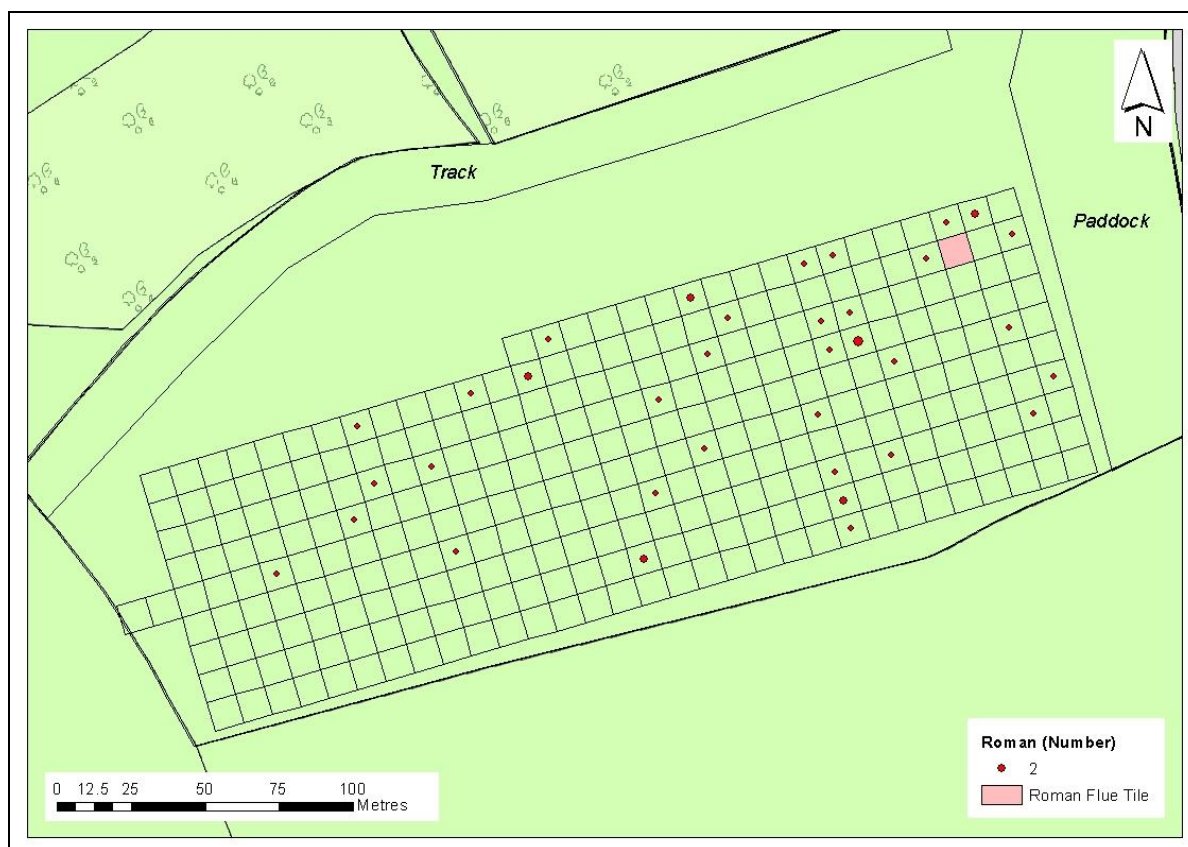 N
Track
Paddock
Roman (Number)
2
Roman Flue Tile
0 12.5 25 50 75 100
Metres